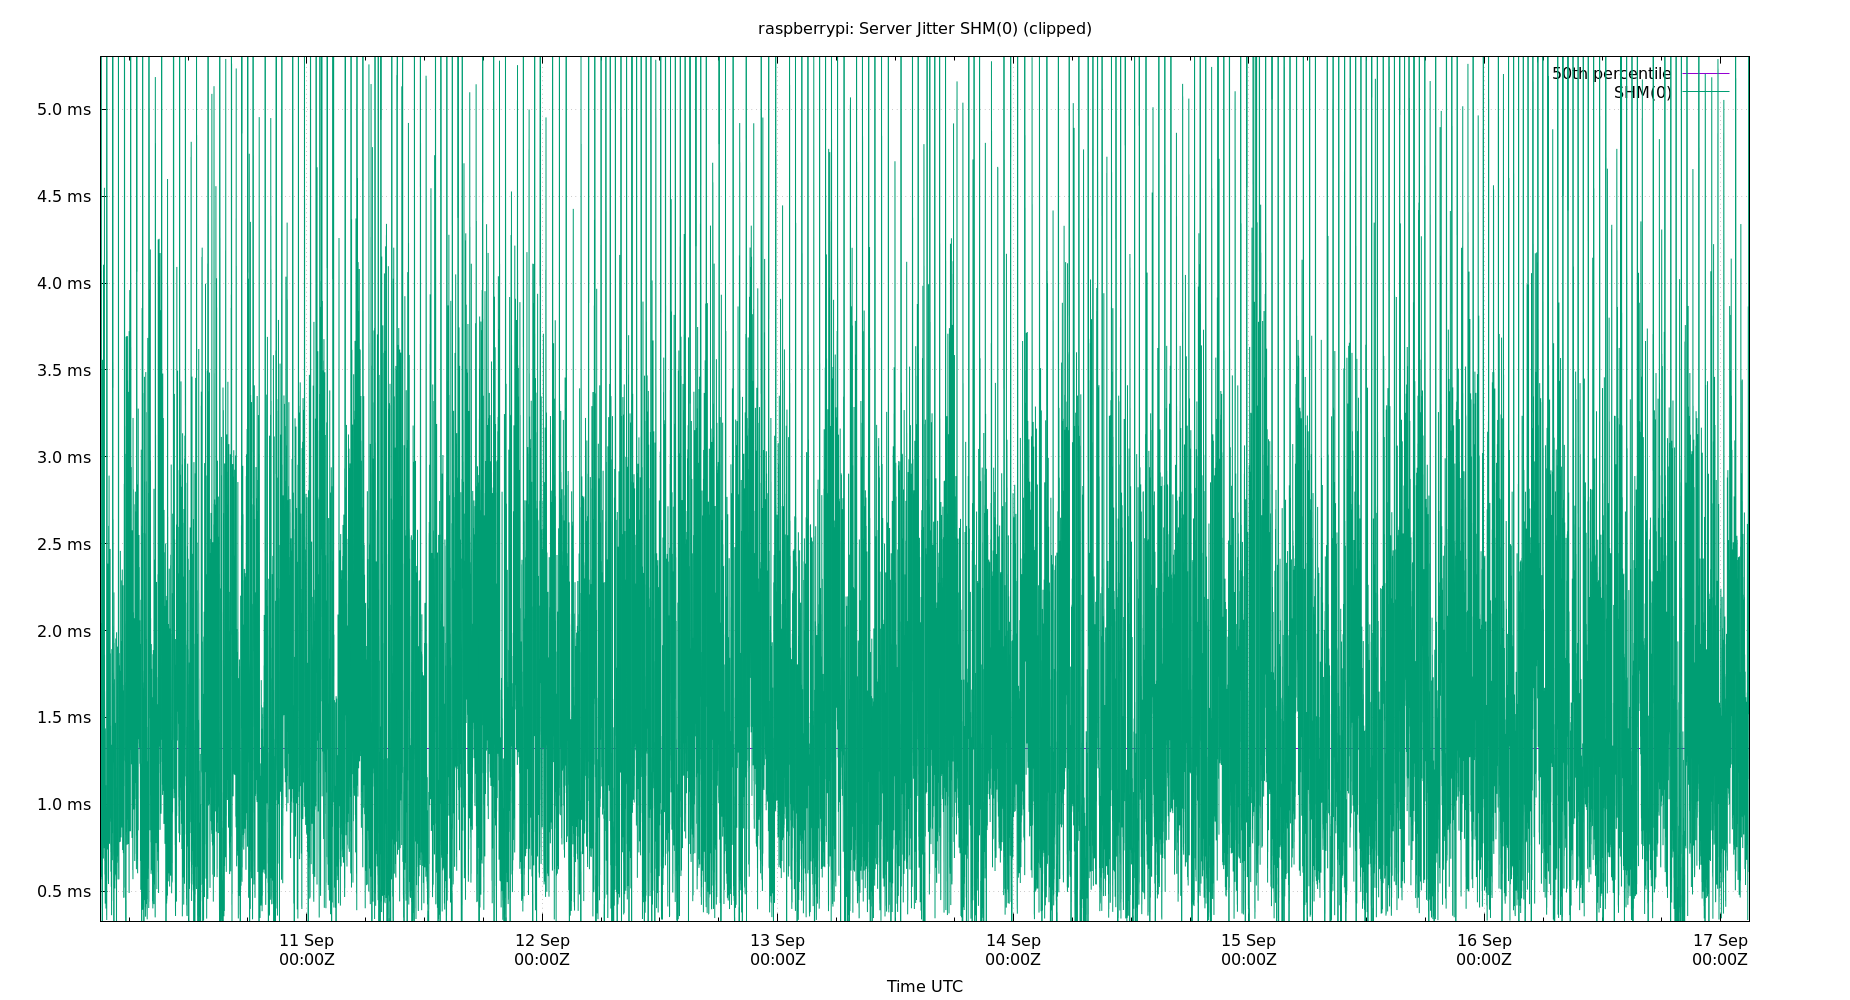 raspberrypi: Server Jitter SHM(0) (clipped)
50th percentile
SHM(0)
5.0 ms
4.5 ms
4.0 ms
3.5 ms
3.0 ms
2.5 ms
2.0 ms
1.5 ms
1.0 ms
0.5 ms
11 Sep 12 Sep 13 Sep 14 Sep 15 Sep 16 Sep 17 Sep
00:00Z 00:00Z 00:00Z 00:00Z 00:00Z 00:00Z 00:00Z
Time UTC